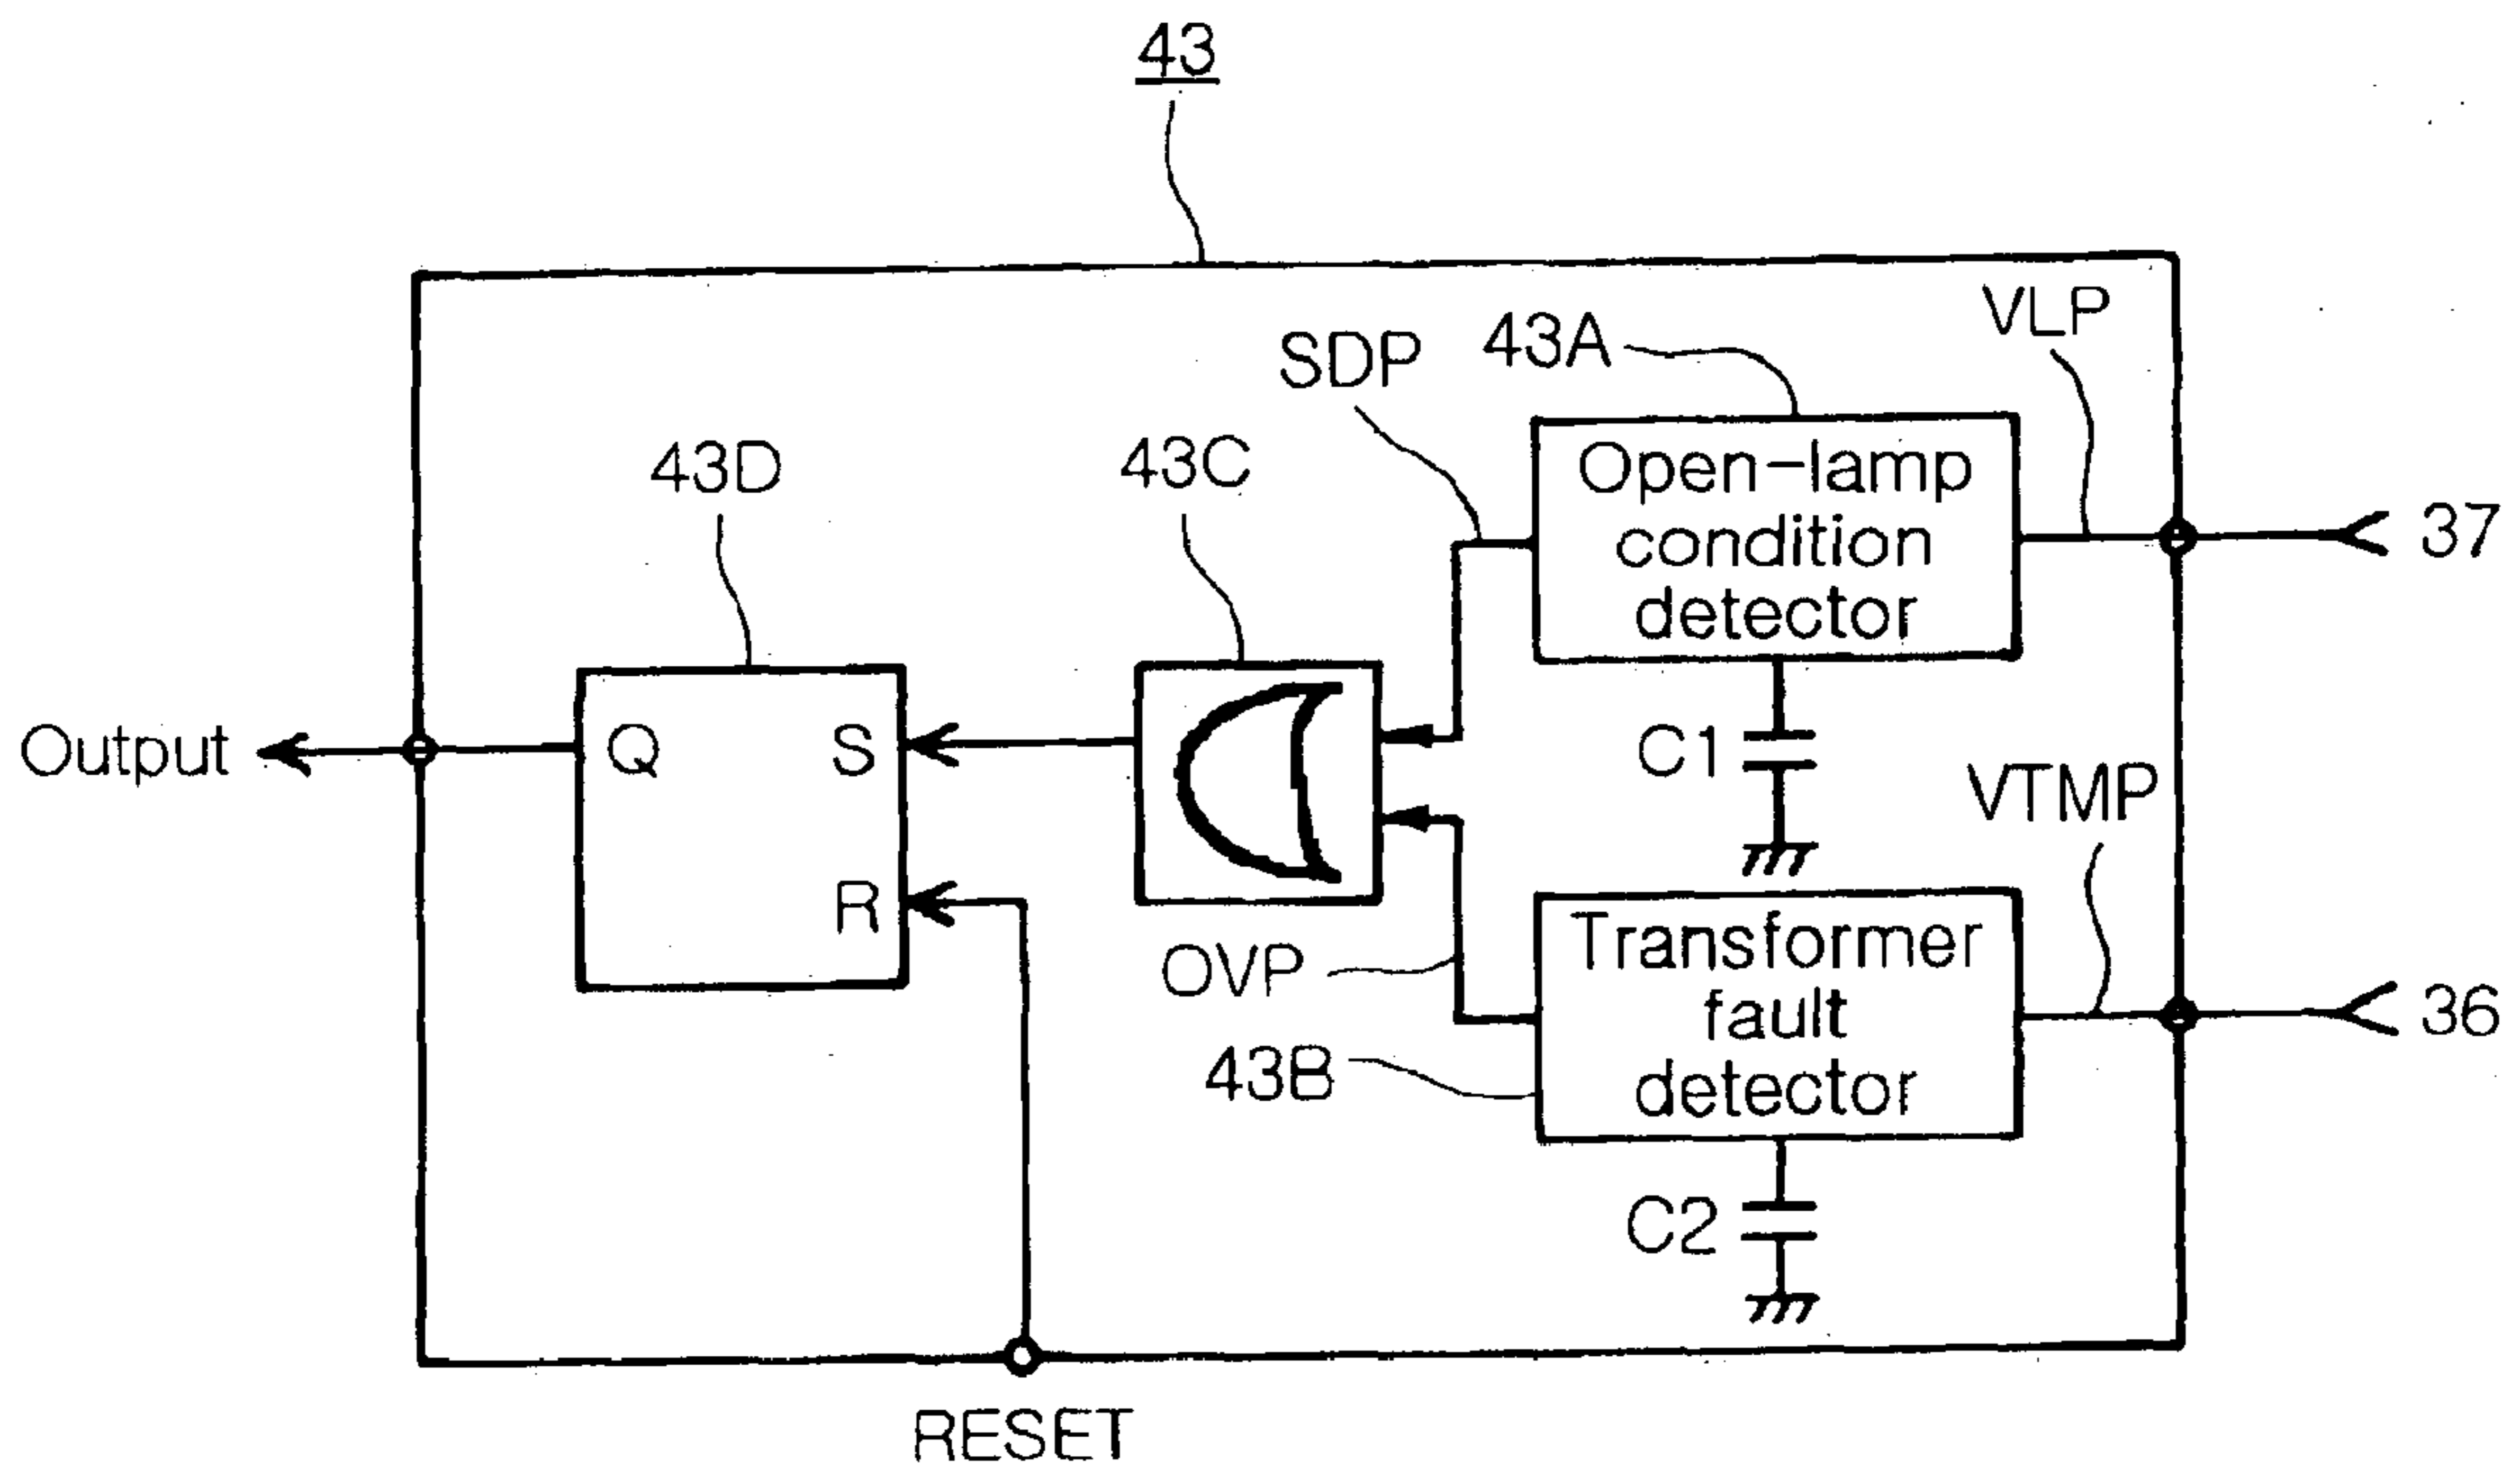 43
VLP
SDP
43A
43D
43C
Open-lamp
condition
detector
37
Output
Q
S
C1
VTMP
R
OVP
Transformer
fault
detector
36
43B
C2
RESET